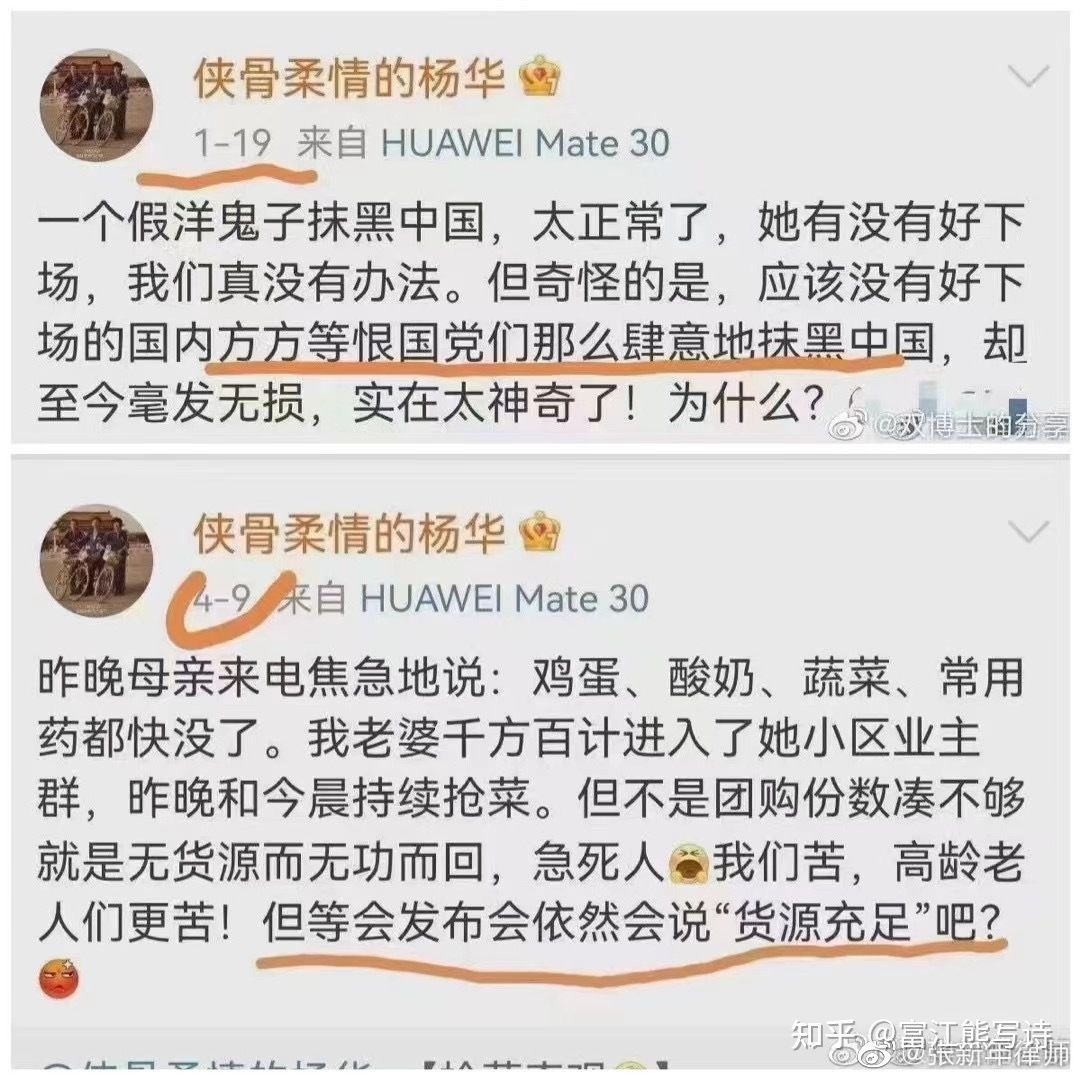 侠骨柔情的杨华
1-19 来自 HUAWEI Mate 30
一个假洋鬼子抹黑中国，太正常了，她有没有好下
场，我们真没有办法。但奇怪的是，应该没有好下
场的国内方方等恨国党们那么肆意地抹黑中国，却
至今毫发无损，实在太神奇了！为什么？
@双博士的分享
侠骨柔情的杨华
4-9 来自 HUAWEI Mate 30
昨晚母亲来电焦急地说：鸡蛋、酸奶、蔬菜、常用
药都快没了。我老婆千方百计进入了她小区业主
群，昨晚和今晨持续抢菜。但不是团购份数凑不够
就是无货源而无功而回，急死人我们苦，高龄老
人们更苦！但等会发布会依然会说“货源充足”吧？
知乎 @富江熊写诗
@张新年律师